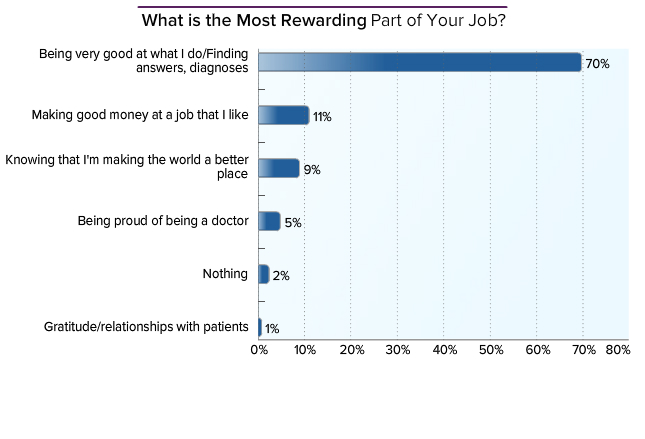 What is the Most Rewarding Part of Your Job?
Being very good at what I do/Finding
answers, diagnoses
70%
Making good money at a job that I like
11%
Knowing that I'm making the world a better
place
9%
Being proud of being a doctor
5%
Nothing
2%
Gratitude/relationships with patients
1%
0% 10% 20% 30% 40% 50% 60% 70% 80%